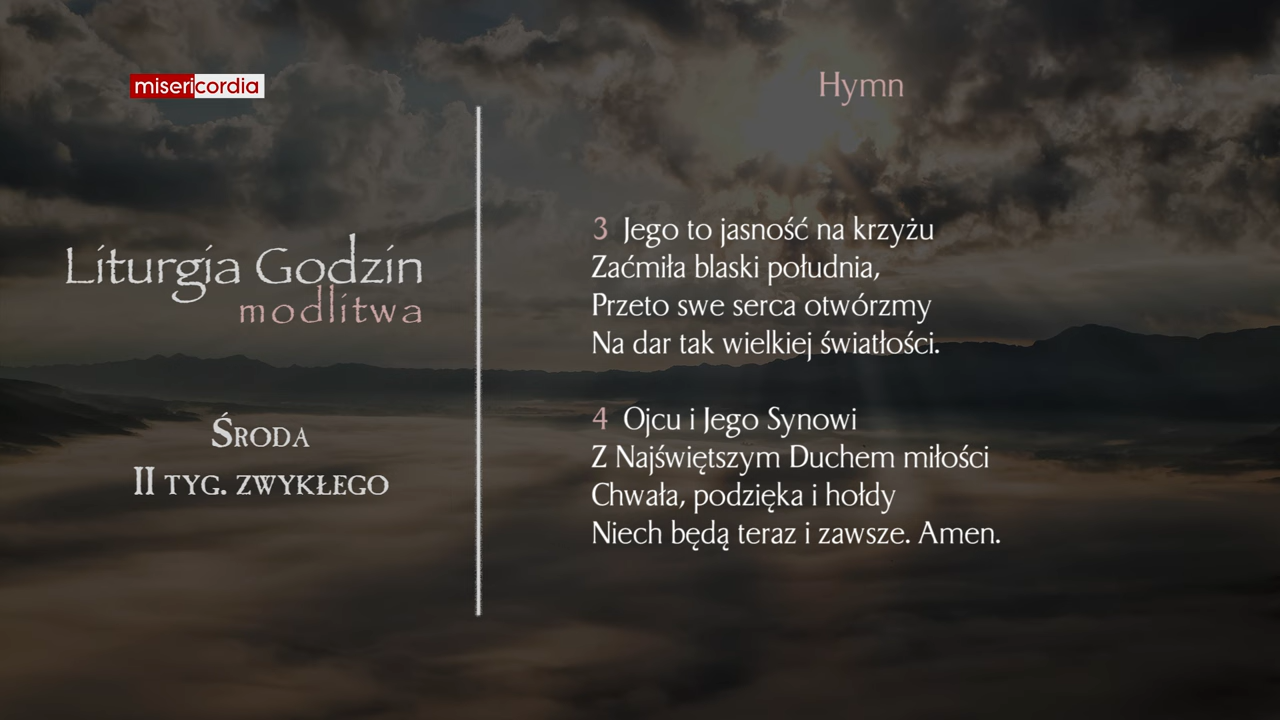 misericordia
Liturgia Godzin
modlitwa
Środa
II tyg. zwykłego
Hymn
3 Jego to jasność na krzyżu
Zaćmiła blaski południa,
Przeto swe serca otwórzmy
Na dar tak wielkiej światłości.
4 Ojcu i Jego Synowi
Z Najświętszym Duchem miłości
Chwała, podzięka i hołdy
Niech będą teraz i zawsze. Amen.